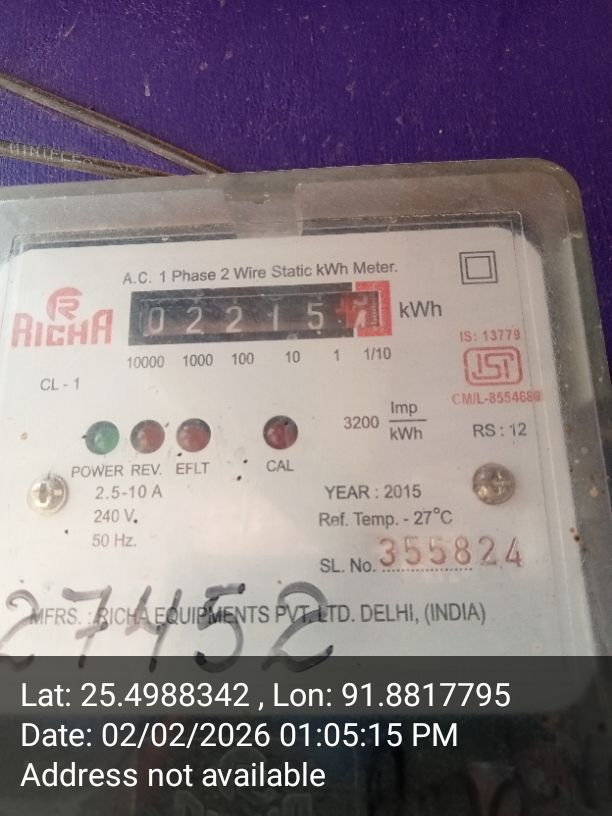 A.C. 1 Phase 2 Wire Static kWh Meter.
R
RICHA
0 2 2 1 5
kWh
10000 1000 100 10 1 1/10
IS: 13779
ISI
CM/L-8554686
CL - 1
3200 Imp/kWh
RS : 12
POWER REV. EFLT CAL
2.5-10 A
YEAR : 2015
240 V.
Ref. Temp. - 27°C
50 Hz.
SL. No. 355824
MFRS. : RICHA EQUIPMENTS PVT. LTD. DELHI, (INDIA)
27452
Lat: 25.4988342 , Lon: 91.8817795
Date: 02/02/2026 01:05:15 PM
Address not available